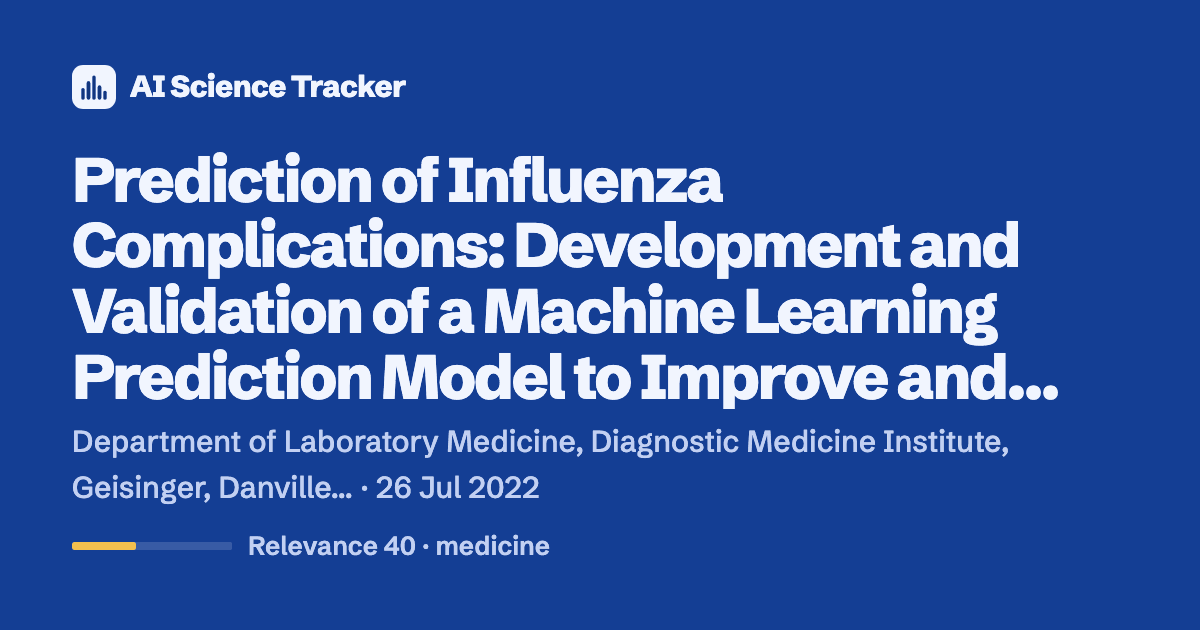 AI Science Tracker
Prediction of Influenza
Complications: Development and
Validation of a Machine Learning
Prediction Model to Improve and...
Department of Laboratory Medicine, Diagnostic Medicine Institute,
Geisinger, Danville... · 26 Jul 2022
Relevance 40 · medicine